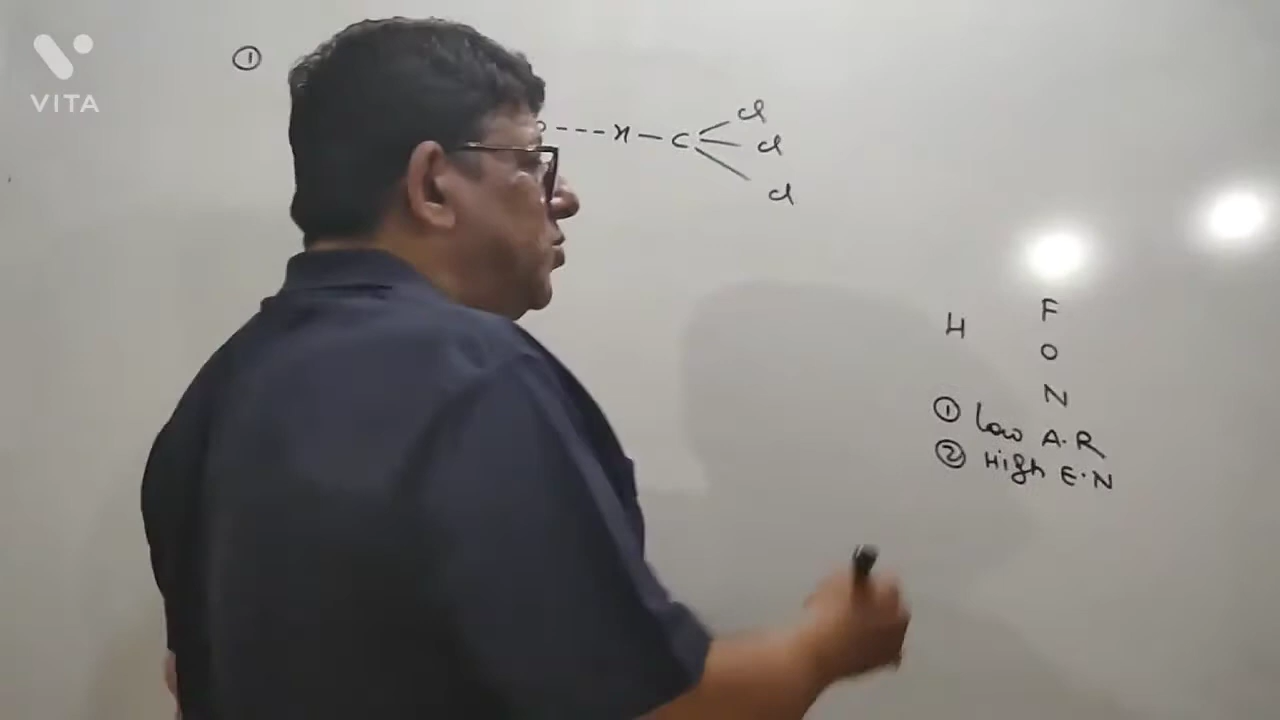 VITA
①
O --- H — C Cl
Cl
Cl
H F
O
N
① Low A.R
② High E.N